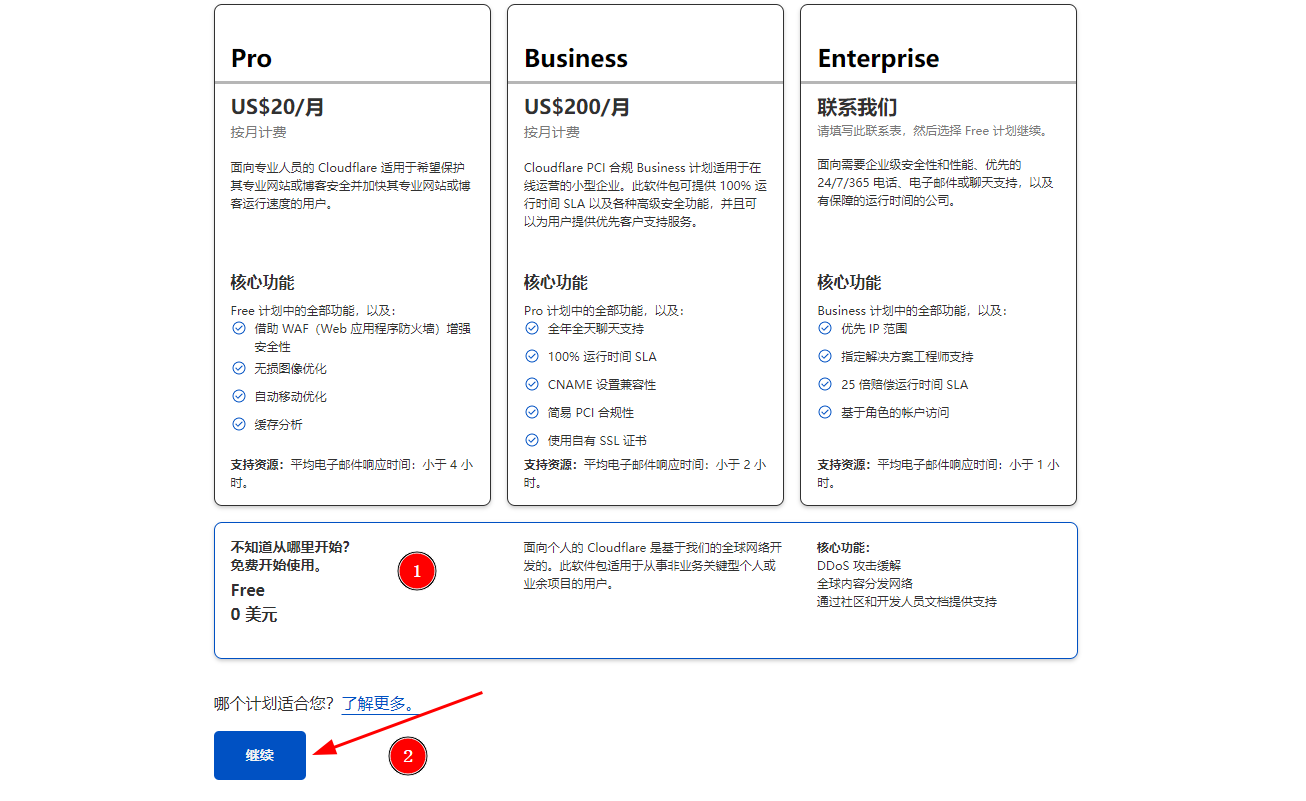 Pro
US$20/月
按月计费
面向专业人员的 Cloudflare 适用于希望保护
其专业网站或博客安全并加快其专业网站或博
客运行速度的用户。
核心功能
Free 计划中的全部功能，以及：
借助 WAF（Web 应用程序防火墙）增强
安全性
无损图像优化
自动移动优化
缓存分析
支持资源：平均电子邮件响应时间：小于 4 小
时。
Business
US$200/月
按月计费
Cloudflare PCI 合规 Business 计划适用于在
线运营的小型企业。此软件包可提供 100% 运
行时间 SLA 以及各种高级安全功能，并且可
以为用户提供优先客户支持服务。
核心功能
Pro 计划中的全部功能，以及：
全年全天聊天支持
100% 运行时间 SLA
CNAME 设置兼容性
简易 PCI 合规性
使用自有 SSL 证书
支持资源：平均电子邮件响应时间：小于 2 小
时。
Enterprise
联系我们
请填写此联系表，然后选择 Free 计划继续。
面向需要企业级安全性和性能、优先的
24/7/365 电话、电子邮件或聊天支持，以及
有保障的运行时间的公司。
核心功能
Business 计划中的全部功能，以及：
优先 IP 范围
指定解决方案工程师支持
25 倍赔偿运行时间 SLA
基于角色的帐户访问
支持资源：平均电子邮件响应时间：小于 1 小
时。
不知道从哪里开始？
免费开始使用。
Free
0 美元
1
面向个人的 Cloudflare 是基于我们的全球网络开
发的。此软件包适用于从事非业务关键型个人或
业余项目的用户。
核心功能：
DDoS 攻击缓解
全球内容分发网络
通过社区和开发人员文档提供支持
哪个计划适合您？了解更多。
继续
2